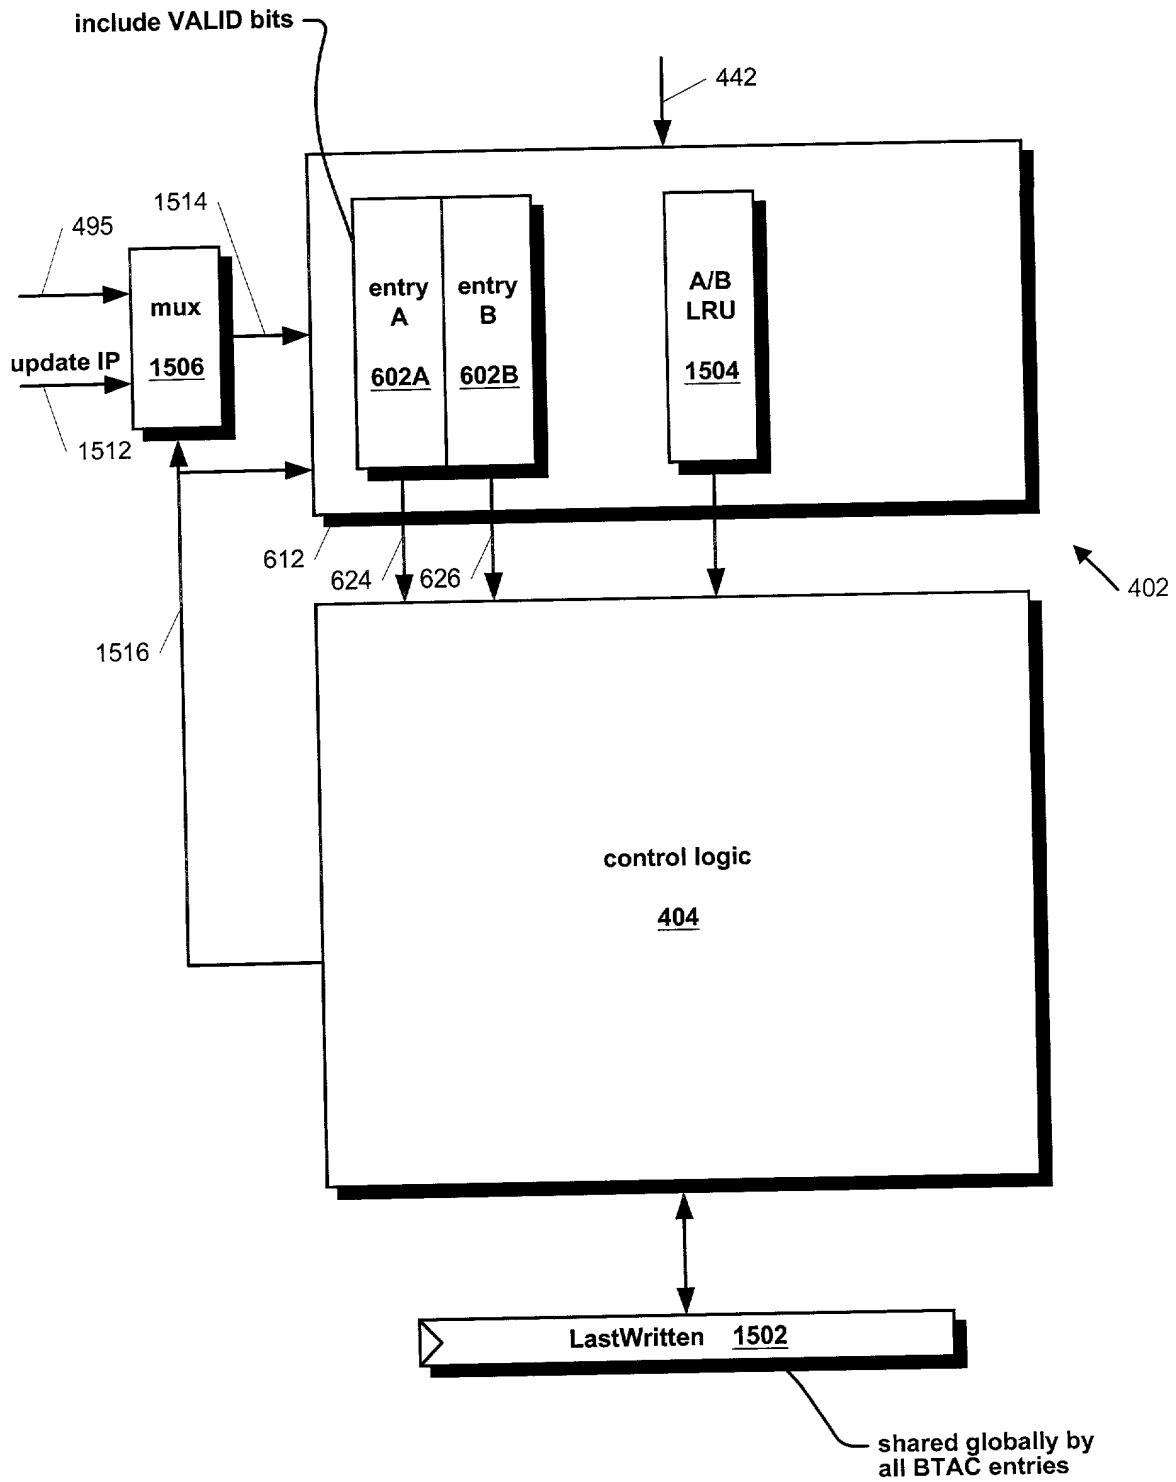 include VALID bits
442
1514
495
mux
1506
update IP
1512
entry
A
602A
entry
B
602B
A/B
LRU
1504
612
624
626
402
1516
control logic
404
LastWritten 1502
shared globally by
all BTAC entries